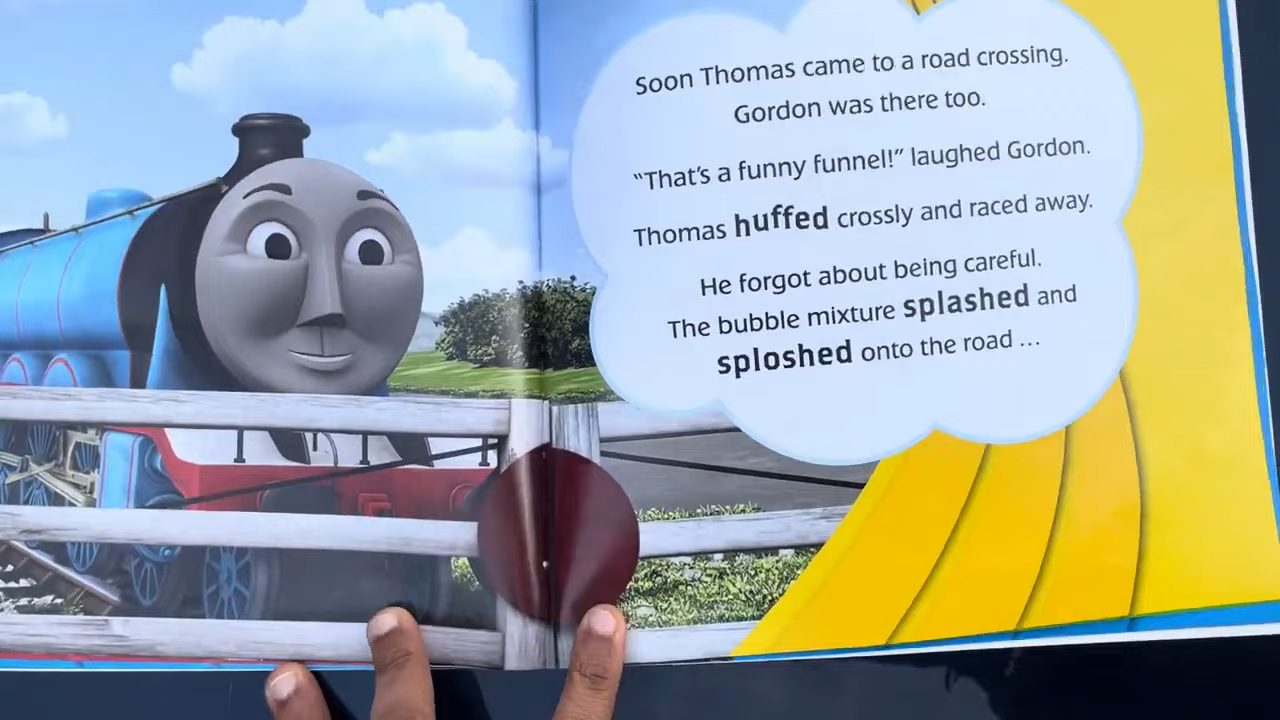 Soon Thomas came to a road crossing.
Gordon was there too.
“That’s a funny funnel!” laughed Gordon.
Thomas huffed crossly and raced away.
He forgot about being careful.
The bubble mixture splashed and
sploshed onto the road ...